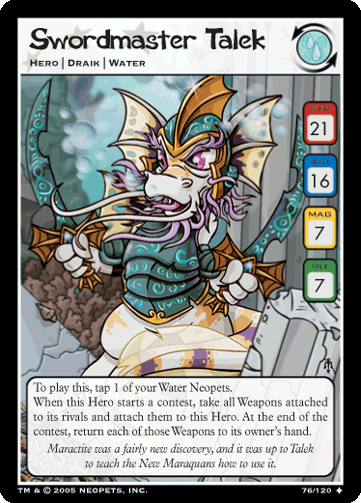 Swordmaster Talek
HERO | DRAIK | WATER
STR
21
AGI
16
MAG
7
INT
7
To play this, tap 1 of your Water Neopets.
When this Hero starts a contest, take all Weapons attached
to its rivals and attach them to this Hero. At the end of the
contest, return each of those Weapons to its owner's hand.
Maractite was a fairly new discovery, and it was up to Talek
to teach the New Maraquans how to use it.
TM & © 2005 NEOPETS, INC.
76/120